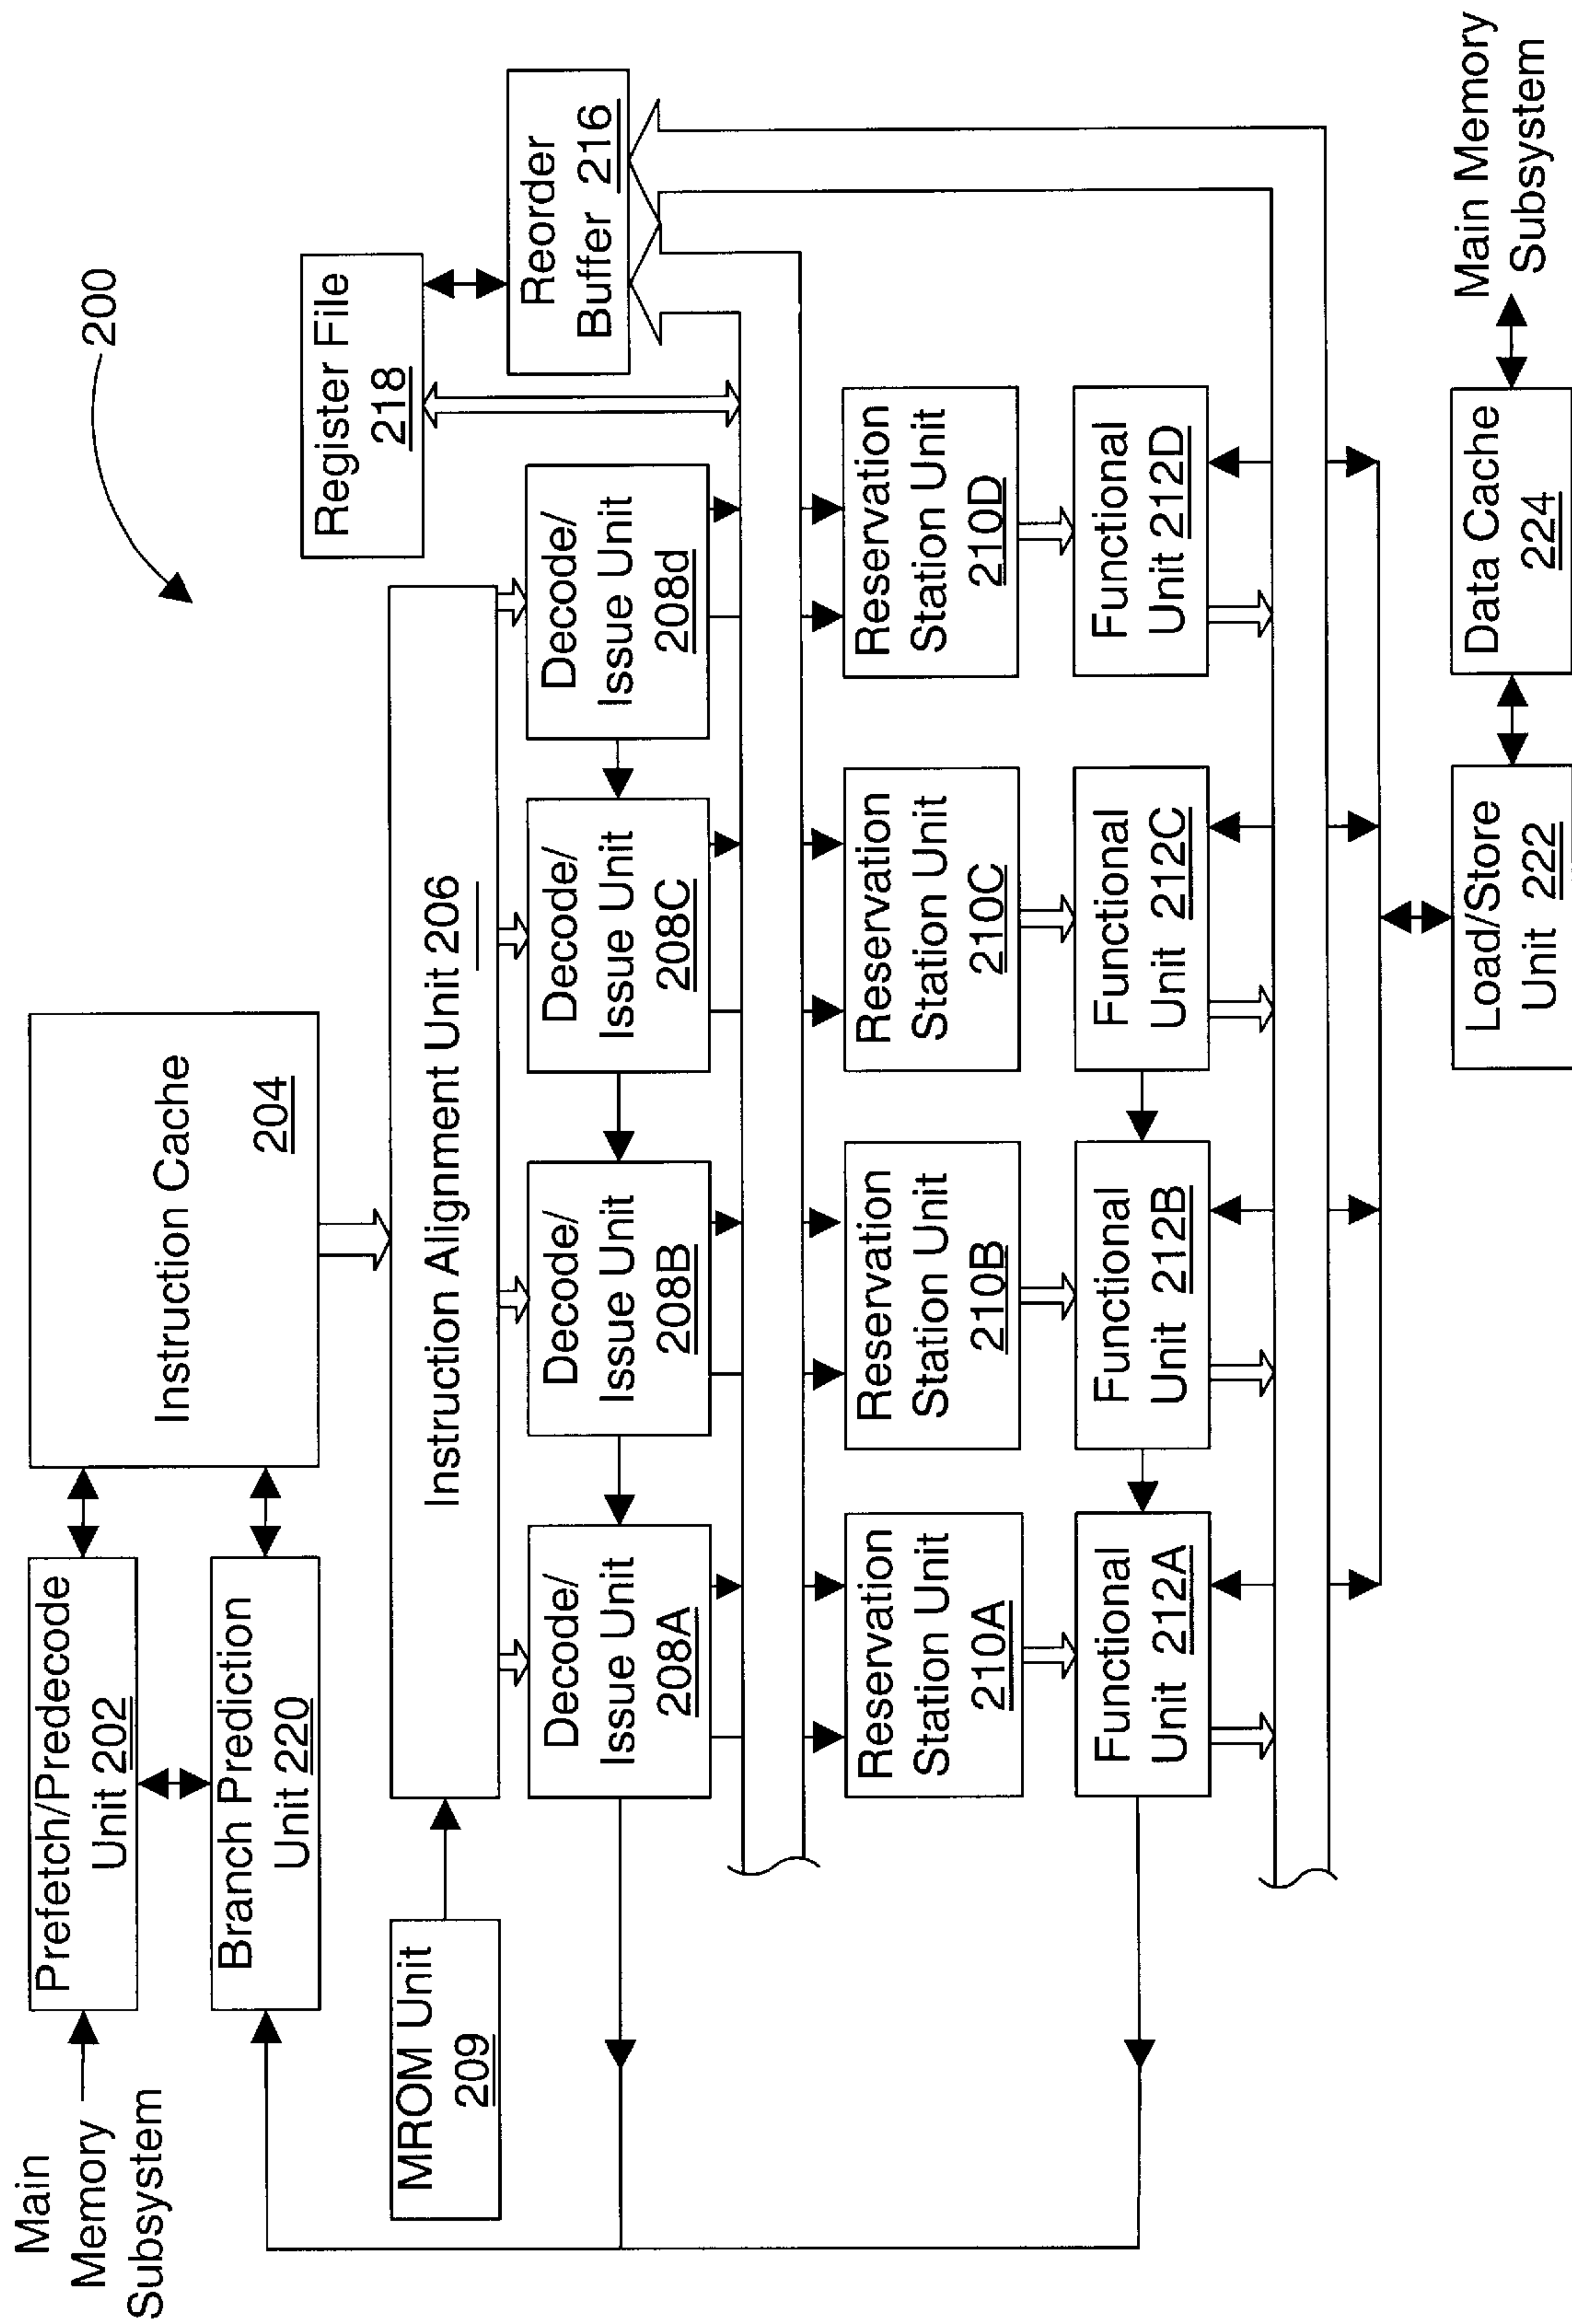 200
Main
Memory
Subsystem
Prefetch/Predecode
Unit 202
Branch Prediction
Unit 220
Instruction Cache
204
Register File
218
Reorder
Buffer 216
MROM Unit
209
Instruction Alignment Unit 206
Decode/
Issue Unit
208A
Decode/
Issue Unit
208B
Decode/
Issue Unit
208C
Decode/
Issue Unit
208d
Reservation
Station Unit
210A
Reservation
Station Unit
210B
Reservation
Station Unit
210C
Reservation
Station Unit
210D
Functional
Unit 212A
Functional
Unit 212B
Functional
Unit 212C
Functional
Unit 212D
Load/Store
Unit 222
Data Cache
224
Main Memory
Subsystem